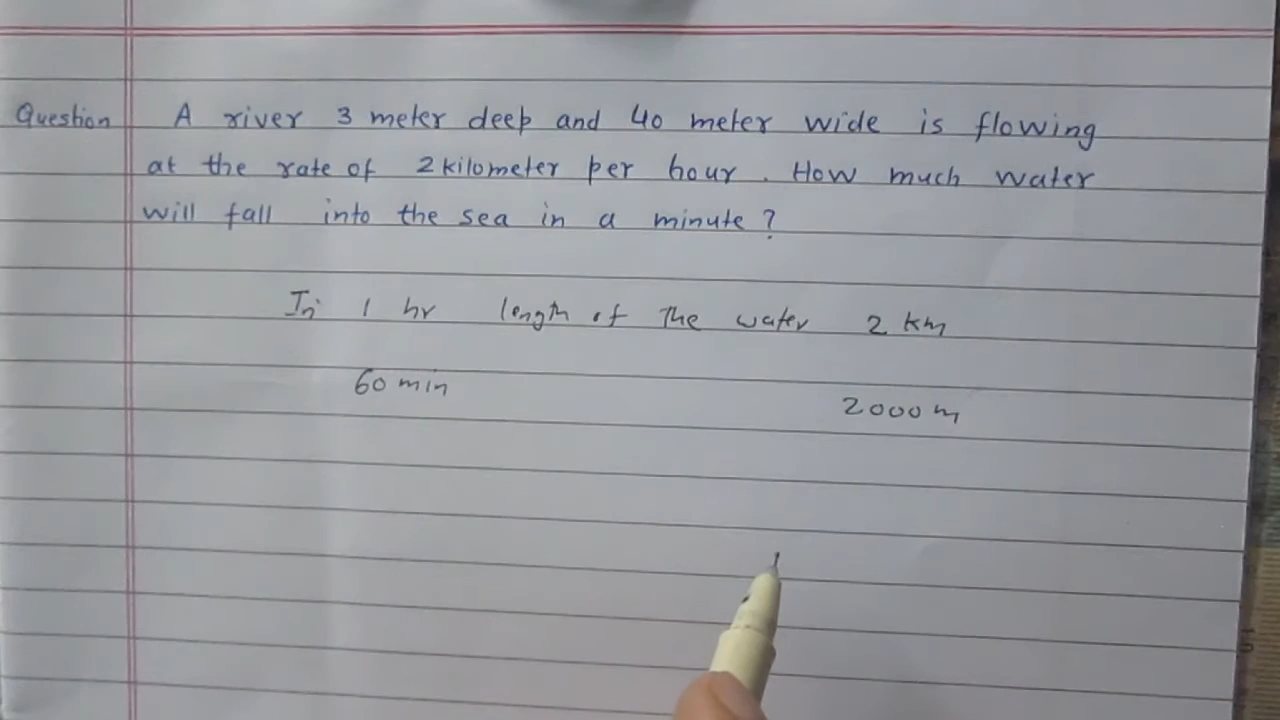 Question A river 3 meter deep and 40 meter wide is flowing
at the rate of 2 kilometer per hour. How much water
will fall into the sea in a minute?
In 1 hr length of the water 2 km
60 min 2000 m